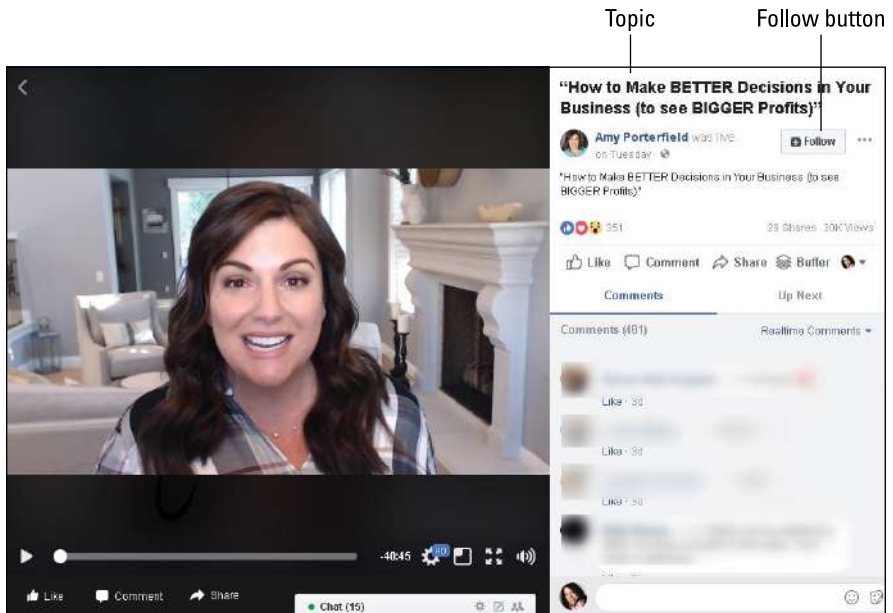 Topic Follow button
“How to Make BETTER Decisions in Your
Business (to see BIGGER Profits)”
Amy Porterfield was live.
on Tuesday
Follow
"How to Make BETTER Decisions in Your Business (to see
BIGGER Profits)"
351 29 Shares 30K Views
Like Comment Share Buffer
Comments Up Next
Comments (481) Realtime Comments
Like · 3d
Like · 3d
Like · 3d
-40:45 HD
Like Comment Share
Chat (15)